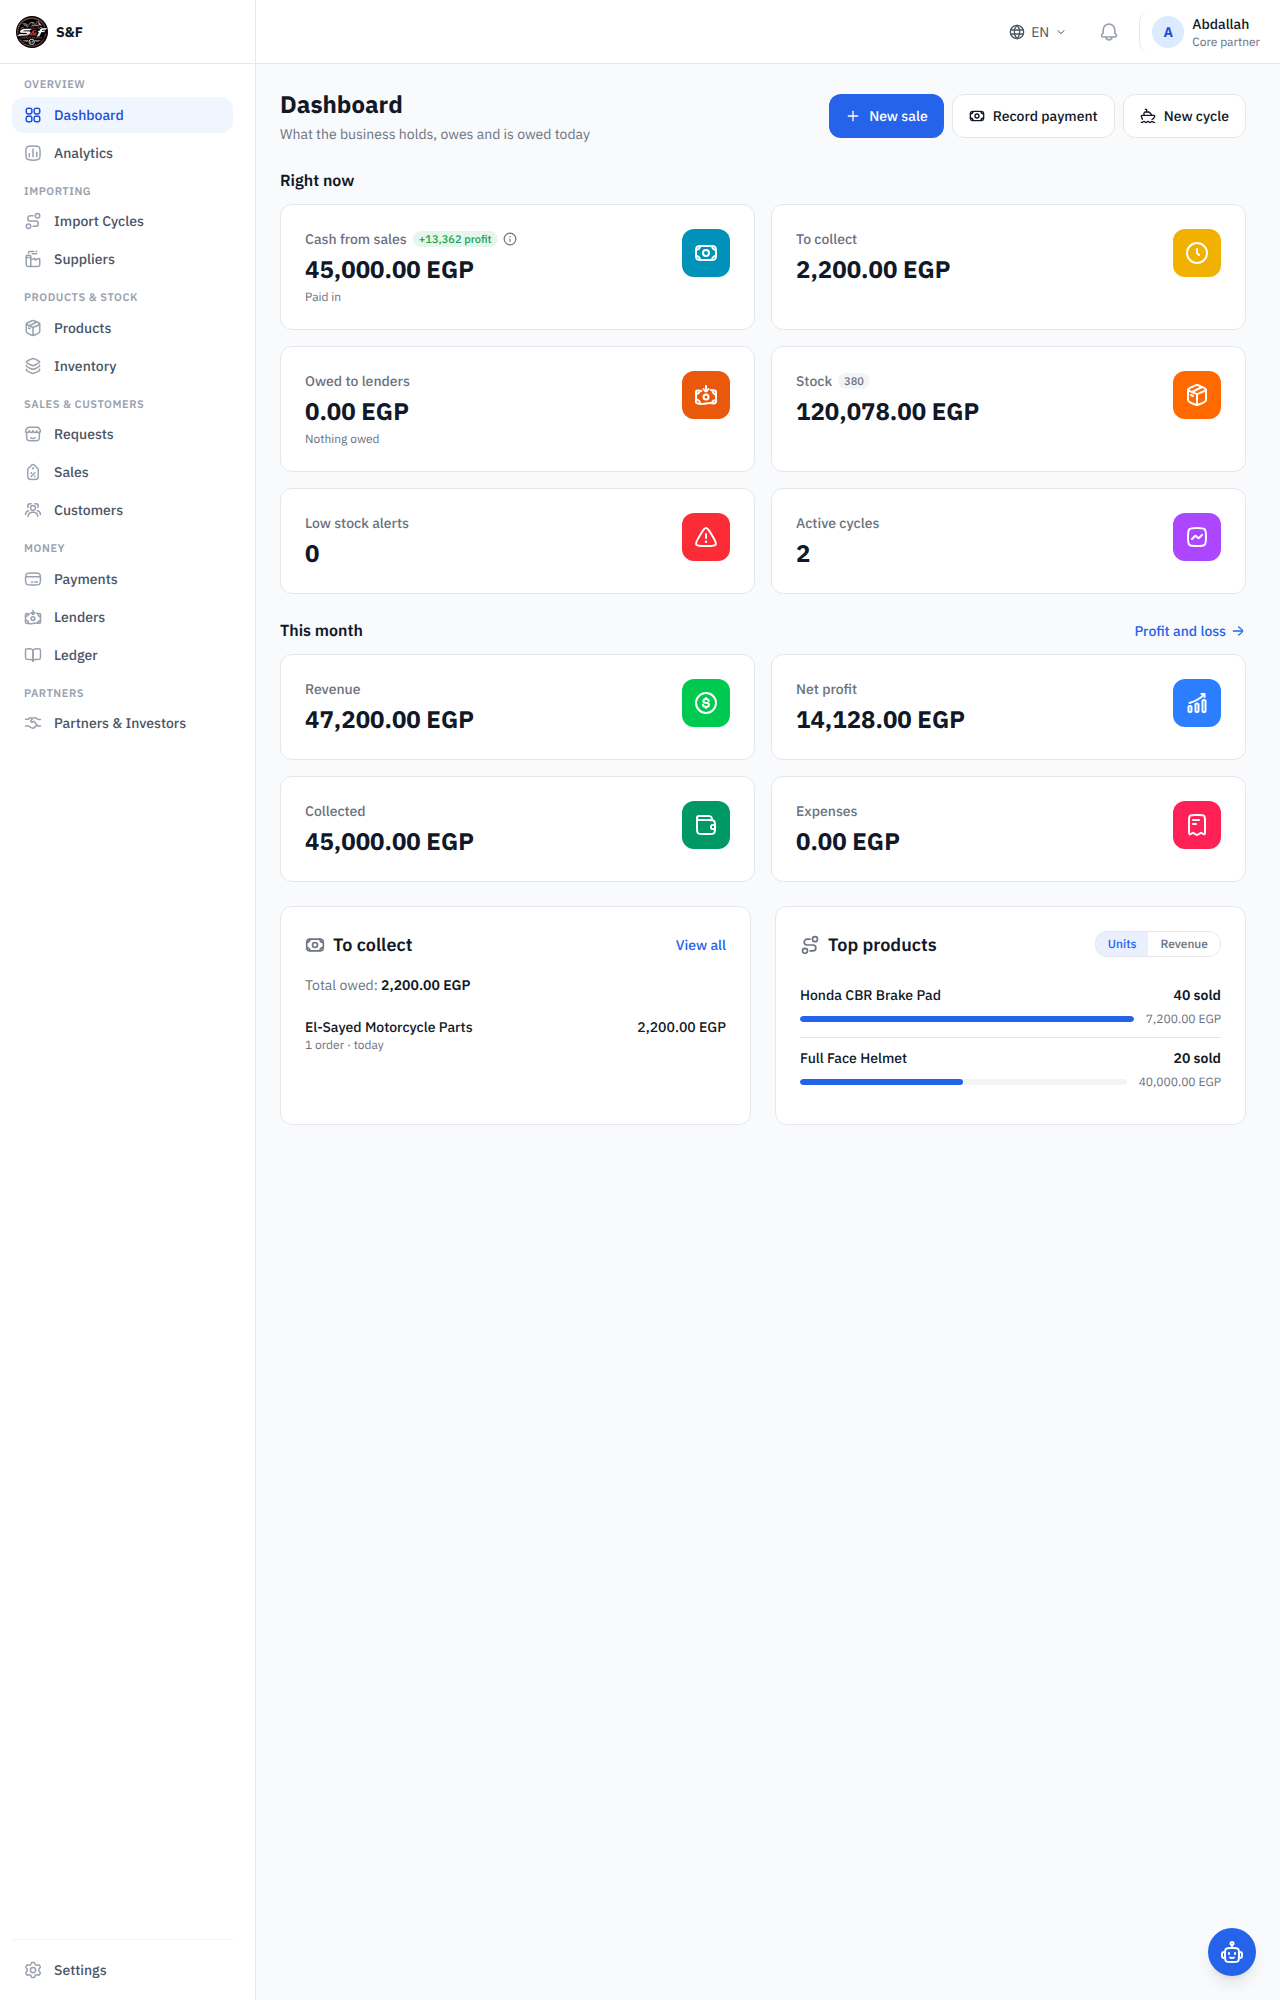 S&F
EN
A
Abdallah
Core partner
OVERVIEW
Dashboard
Analytics
IMPORTING
Import Cycles
Suppliers
PRODUCTS & STOCK
Products
Inventory
SALES & CUSTOMERS
Requests
Sales
Customers
MONEY
Payments
Lenders
Ledger
PARTNERS
Partners & Investors
Settings
Dashboard
What the business holds, owes and is owed today
New sale
Record payment
New cycle
Right now
Cash from sales +13,362 profit
45,000.00 EGP
Paid in
To collect
2,200.00 EGP
Owed to lenders
0.00 EGP
Nothing owed
Stock 380
120,078.00 EGP
Low stock alerts
0
Active cycles
2
This month
Profit and loss →
Revenue
47,200.00 EGP
Net profit
14,128.00 EGP
Collected
45,000.00 EGP
Expenses
0.00 EGP
To collect
View all
Total owed: 2,200.00 EGP
El-Sayed Motorcycle Parts 2,200.00 EGP
1 order · today
Top products
Units Revenue
Honda CBR Brake Pad 40 sold
7,200.00 EGP
Full Face Helmet 20 sold
40,000.00 EGP